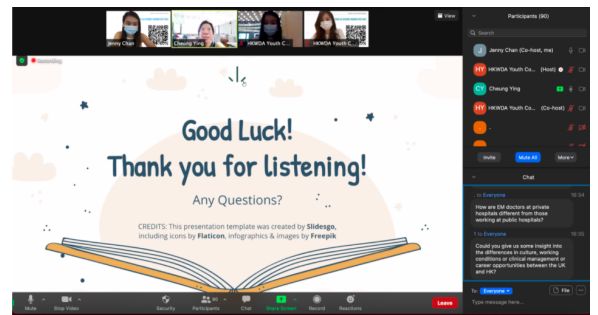 View
Jenny Chan
Cheung Ying
HKWDA Youth C...
HKWDA Youth C...
Recording
Good Luck!
Thank you for listening!
Any Questions?
CREDITS: This presentation template was created by Slidesgo,
including icons by Flaticon, infographics & images by Freepik
Mute
Stop Video
Security
Participants
90
Chat
Share Screen
Record
Reactions
Leave
Participants (90)
Search
J
Jenny Chan (Co-host, me)
HY
HKWDA Youth Co... (Host)
CY
Cheung Ying
HY
HKWDA Youth Co... (Co-host)
Invite
Mute All
More
Chat
to Everyone
16:34
How are EM doctors at private
hospitals different from those
working at public hospitals?
1 to Everyone
Could you give us some insight into
the differences in culture, working
conditions or clinical management or
career opportunities between the UK
and HK?
To: Everyone
File
Type message here...